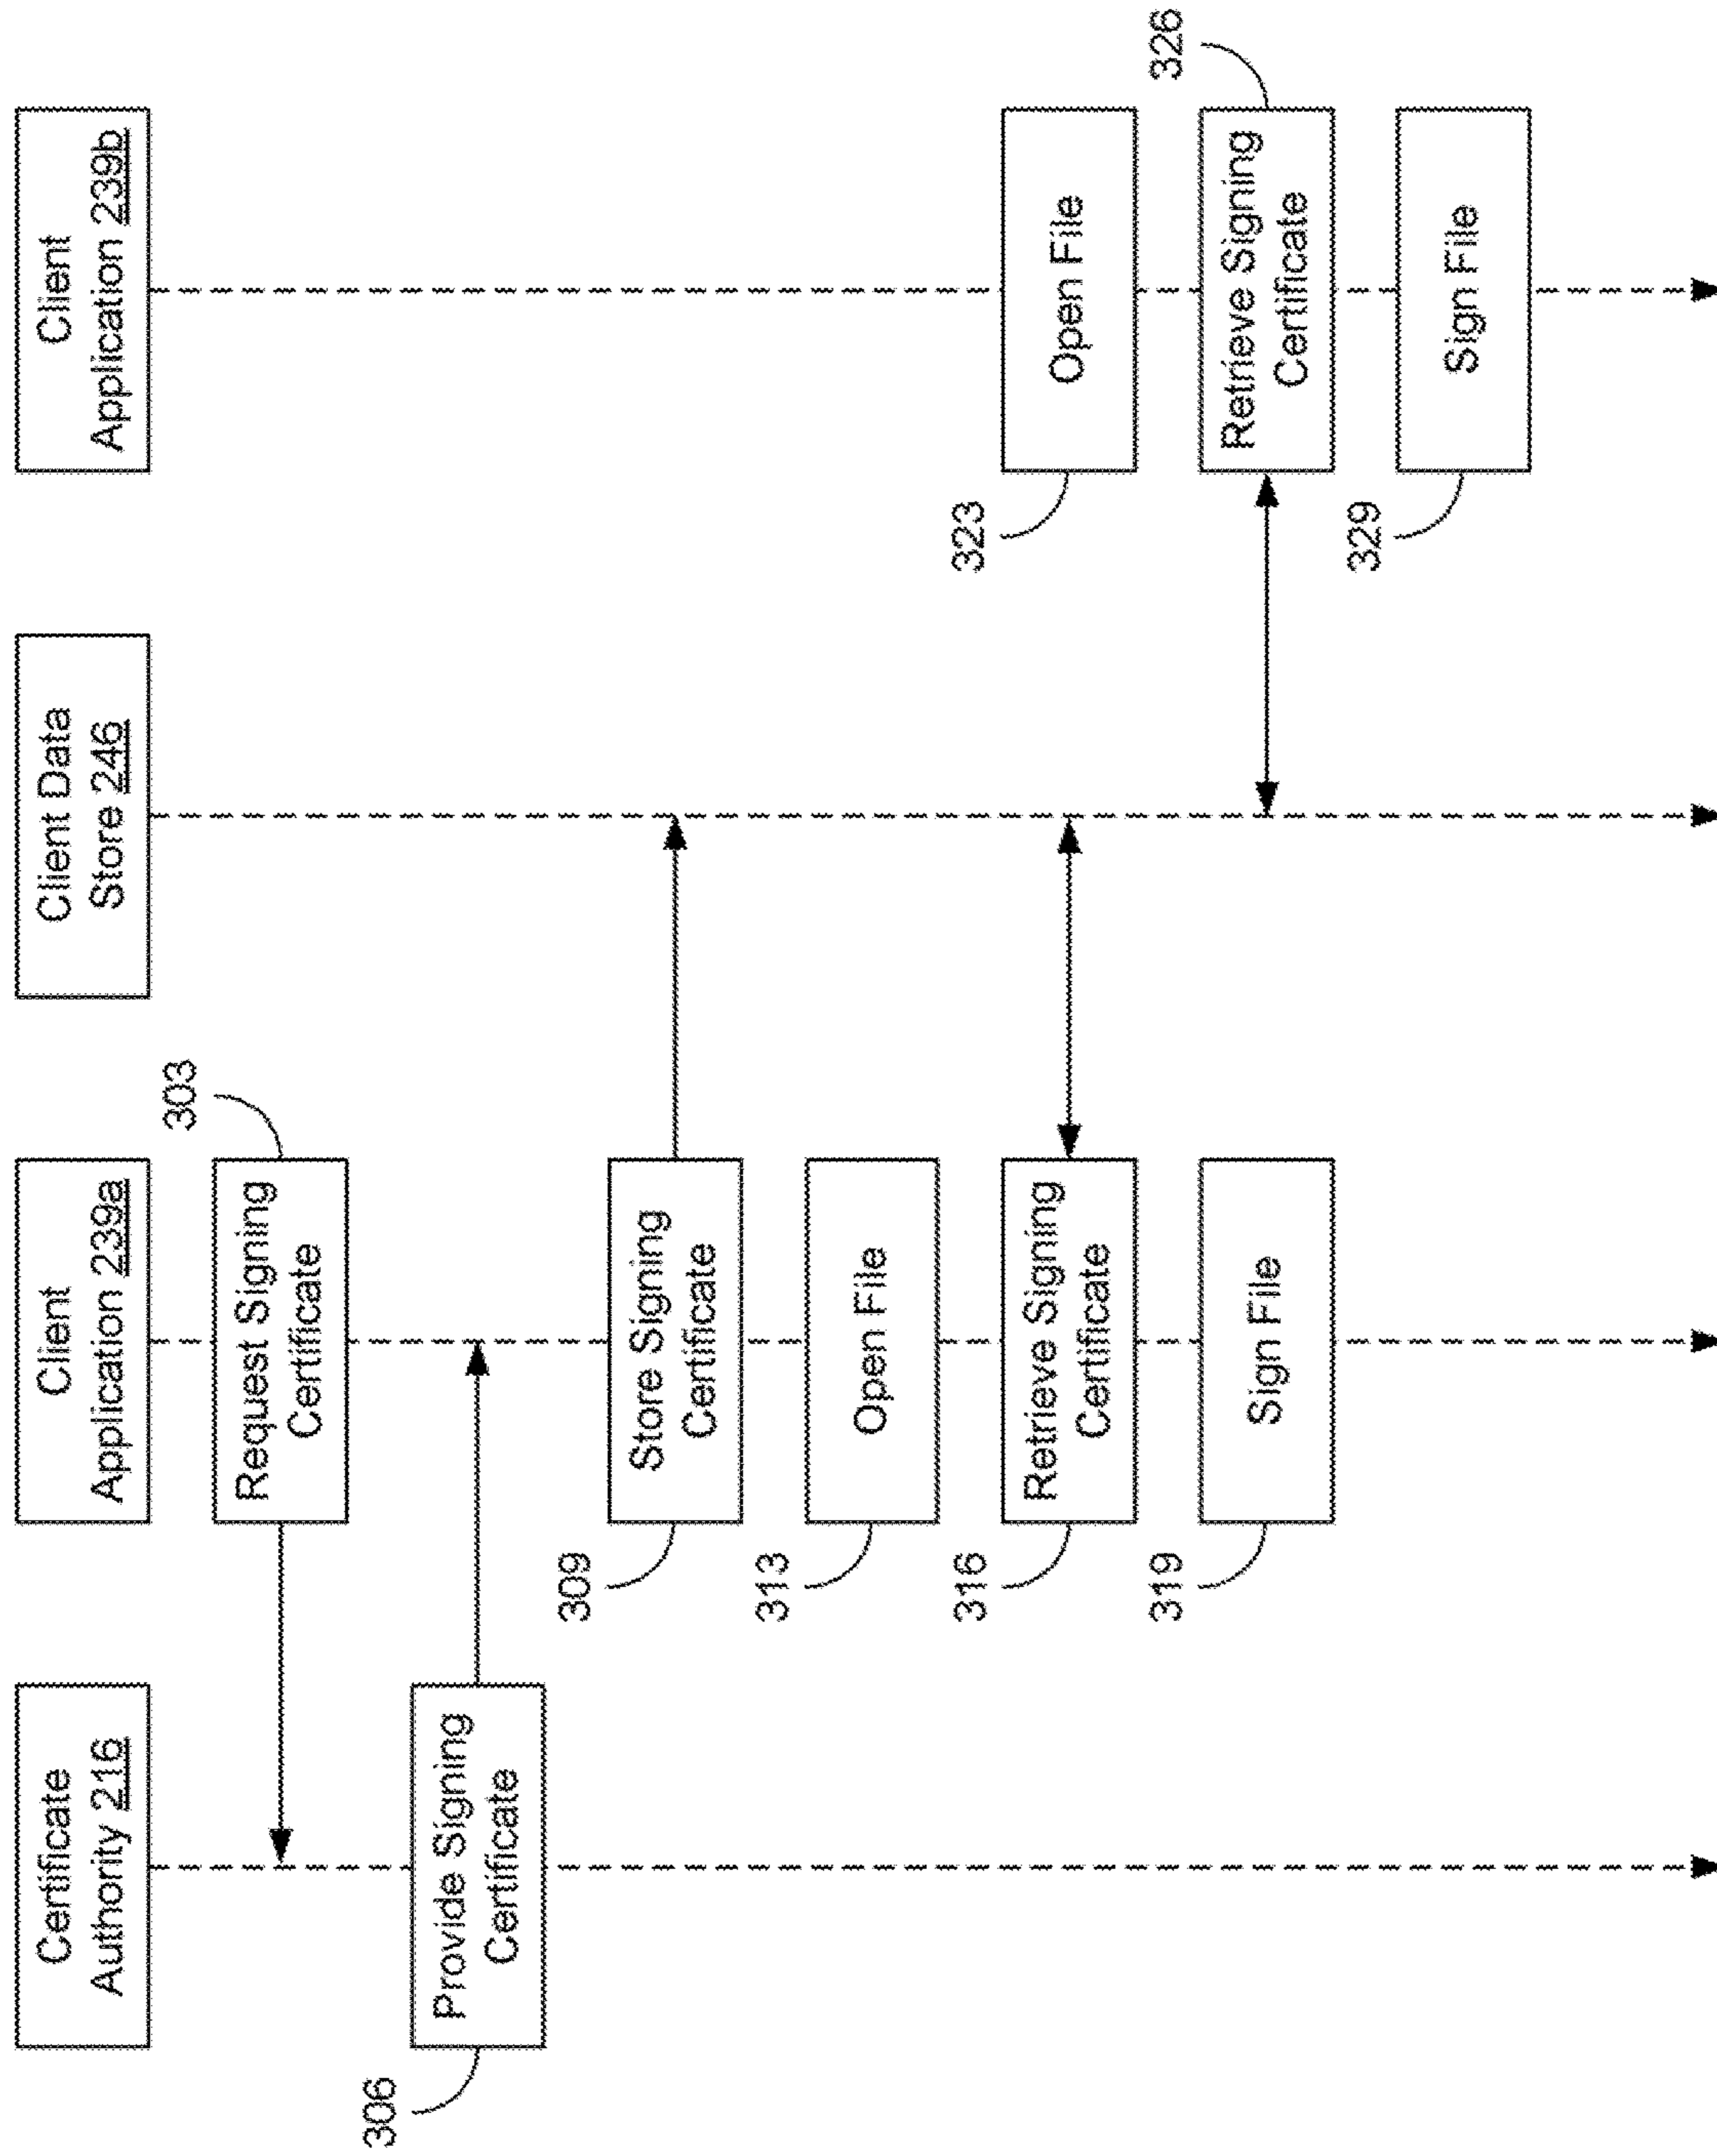 Certificate
Authority 216
Client
Application 239a
Client Data
Store 246
Client
Application 239b
303
Request Signing
Certificate
306
Provide Signing
Certificate
309
Store Signing
Certificate
313
Open File
316
Retrieve Signing
Certificate
319
Sign File
323
Open File
326
Retrieve Signing
Certificate
329
Sign File